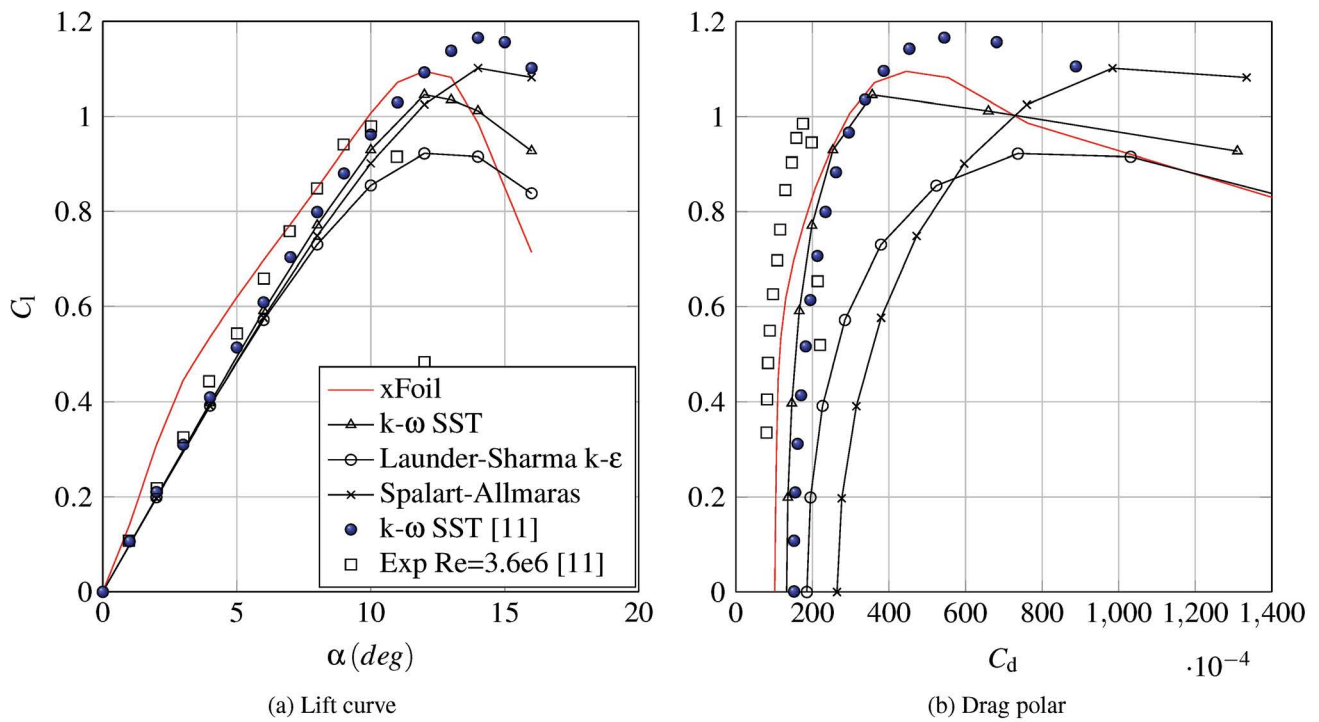 1.2
1
0.8
0.6
0.4
0.2
0
0 5 10 15 20
C_l
α (deg)
xFoil
k-ω SST
Launder-Sharma k-ε
Spalart-Allmaras
k-ω SST [11]
Exp Re=3.6e6 [11]
(a) Lift curve
1.2
1
0.8
0.6
0.4
0.2
0
0 200 400 600 800 1,000 1,200 1,400
C_d
·10⁻⁴
(b) Drag polar